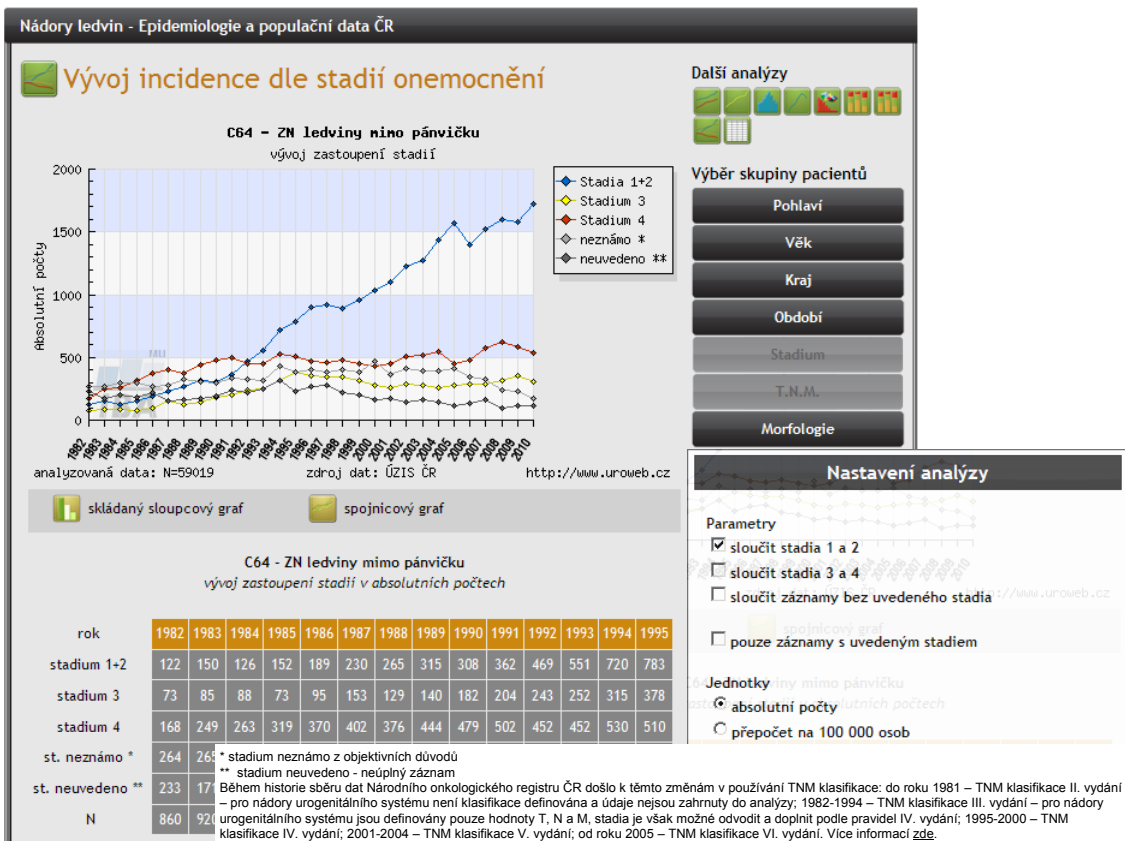 Nádory ledvin - Epidemiologie a populační data ČR
Vývoj incidence dle stadií onemocnění
C64 - ZN ledviny mimo pánvičku
vývoj zastoupení stadií
2000
1500
1000
500
0
Absolutní počty
1982 1983 1984 1985 1986 1987 1988 1989 1990 1991 1992 1993 1994 1995 1996 1997 1998 1999 2000 2001 2002 2003 2004 2005 2006 2007 2008 2009 2010
Stadia 1+2
Stadium 3
Stadium 4
neznámo *
neuvedeno **
analyzovaná data: N=59019 zdroj dat: ÚZIS ČR http://www.uroweb.cz
skládaný sloupcový graf spojnicový graf
C64 - ZN ledviny mimo pánvičku
vývoj zastoupení stadií v absolutních počtech
rok 1982 1983 1984 1985 1986 1987 1988 1989 1990 1991 1992 1993 1994 1995
stadium 1+2 122 150 126 152 189 230 265 315 308 362 469 551 720 783
stadium 3 73 85 88 73 95 153 129 140 182 204 243 252 315 378
stadium 4 168 249 263 319 370 402 376 444 479 502 452 452 530 510
st. neznámo * 264 265
st. neuvedeno ** 233 171
N 860 920
Další analýzy
Výběr skupiny pacientů
Pohlaví
Věk
Kraj
Období
Stadium
T.N.M.
Morfologie
Nastavení analýzy
Parametry
sloučit stadia 1 a 2
sloučit stadia 3 a 4
sloučit záznamy bez uvedeného stadia
pouze záznamy s uvedeným stadiem
Jednotky
absolutní počty
přepočet na 100 000 osob
* stadium neznámo z objektivních důvodů
** stadium neuvedeno - neúplný záznam
Během historie sběru dat Národního onkologického registru ČR došlo k těmto změnám v používání TNM klasifikace: do roku 1981 – TNM klasifikace II. vydání
– pro nádory urogenitálního systému není klasifikace definována a údaje nejsou zahrnuty do analýzy; 1982-1994 – TNM klasifikace III. vydání – pro nádory
urogenitálního systému jsou definovány pouze hodnoty T, N a M, stadia je však možné odvodit a doplnit podle pravidel IV. vydání; 1995-2000 – TNM
klasifikace IV. vydání; 2001-2004 – TNM klasifikace V. vydání; od roku 2005 – TNM klasifikace VI. vydání. Více informací zde.